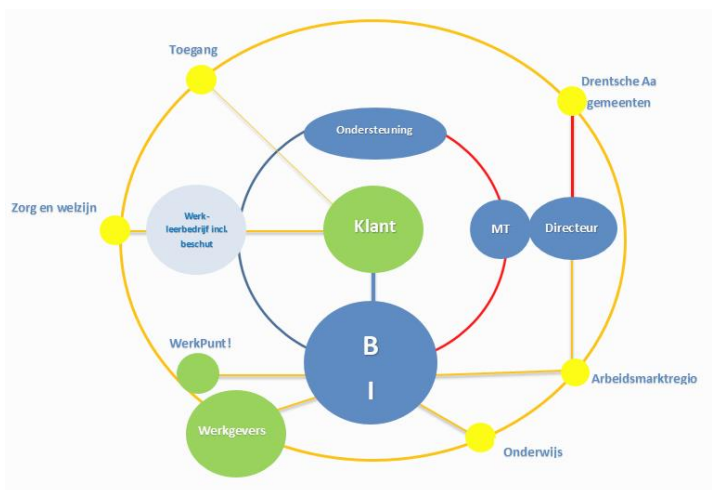 Toegang
Drentsche Aa
gemeenten
Ondersteuning
Zorg en welzijn
Werk-
leerbedrijf incl.
beschut
Klant
MT
Directeur
WerkPunt!
B
I
Arbeidsmarktregio
Werkgevers
Onderwijs